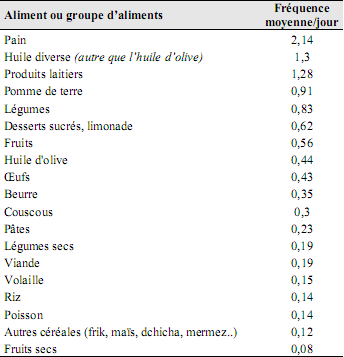 Aliment ou groupe d’aliments Fréquence
moyenne/jour
Pain 2,14
Huile diverse (autre que l’huile d’olive) 1,3
Produits laitiers 1,28
Pomme de terre 0,91
Légumes 0,83
Desserts sucrés, limonade 0,62
Fruits 0,56
Huile d'olive 0,44
Œufs 0,43
Beurre 0,35
Couscous 0,3
Pâtes 0,23
Légumes secs 0,19
Viande 0,19
Volaille 0,15
Riz 0,14
Poisson 0,14
Autres céréales (frik, maïs, dchicha, mermez..) 0,12
Fruits secs 0,08